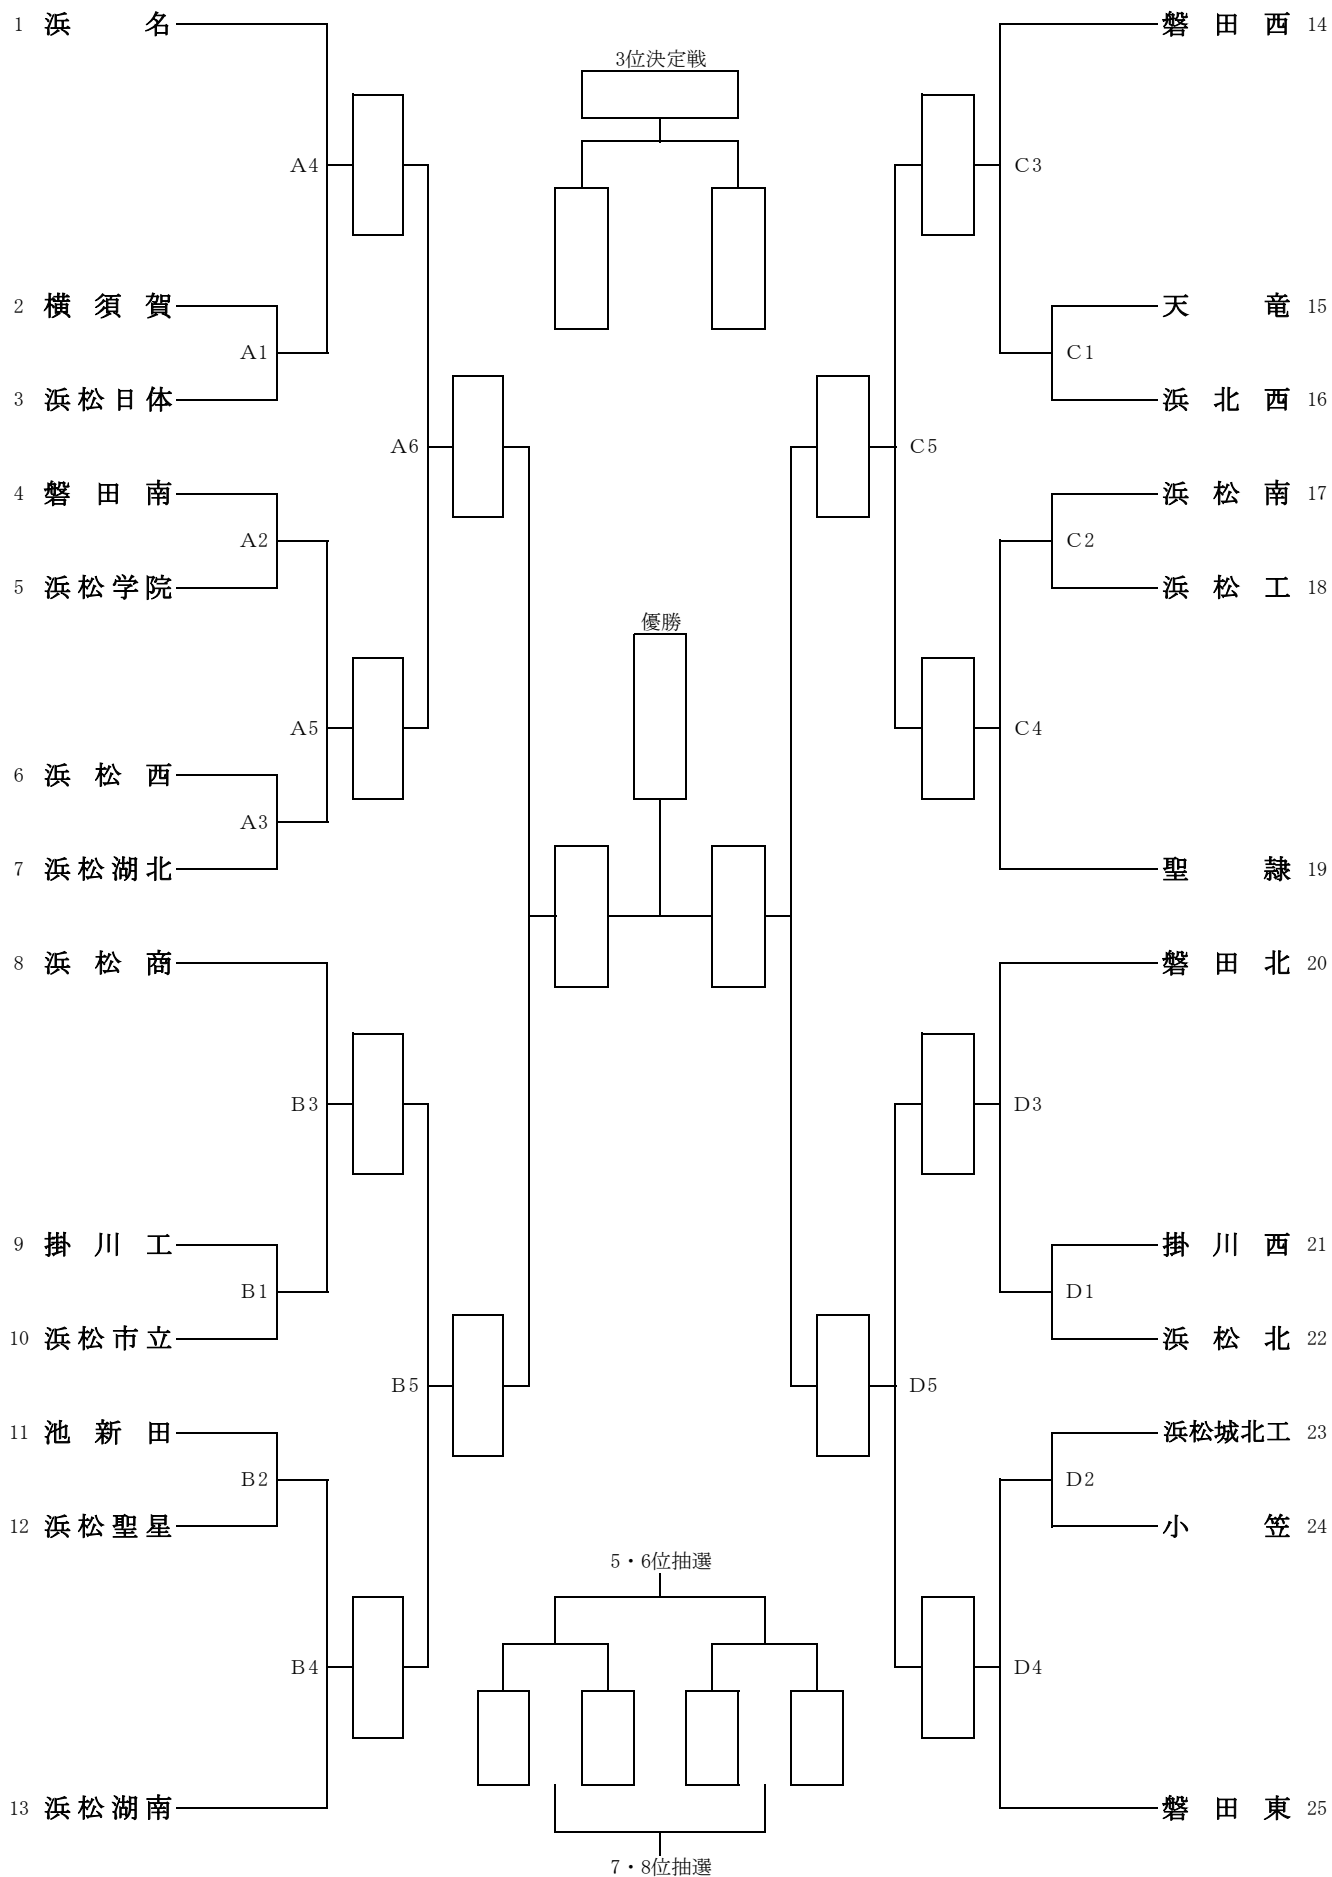 1 浜名
3位決定戦
磐田西 14
A4
C3
2 横須賀
天竜 15
A1
C1
3 浜松日体
浜北西 16
A6
C5
4 磐田南
浜松南 17
A2
C2
5 浜松学院
浜松工 18
優勝
A5
C4
6 浜松西
A3
7 浜松湖北
聖隷 19
8 浜松商
磐田北 20
B3
D3
9 掛川工
掛川西 21
B1
D1
10 浜松市立
浜松北 22
B5
D5
11 池新田
浜松城北工 23
B2
D2
12 浜松聖星
小笠 24
5・6位抽選
B4
D4
13 浜松湖南
磐田東 25
7・8位抽選